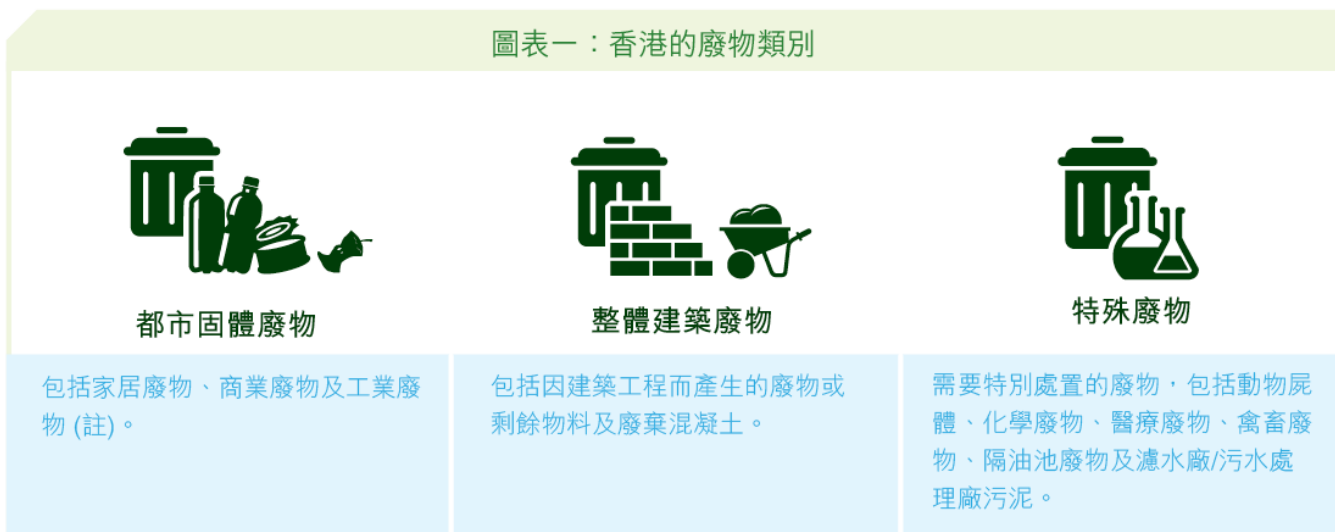 圖表一：香港的廢物類別
都市固體廢物
包括家居廢物、商業廢物及工業廢
物 (註)。
整體建築廢物
包括因建築工程而產生的廢物或
剩餘物料及廢棄混凝土。
特殊廢物
需要特別處置的廢物，包括動物屍
體、化學廢物、醫療廢物、禽畜廢
物、隔油池廢物及濾水廠/污水處
理廠污泥。